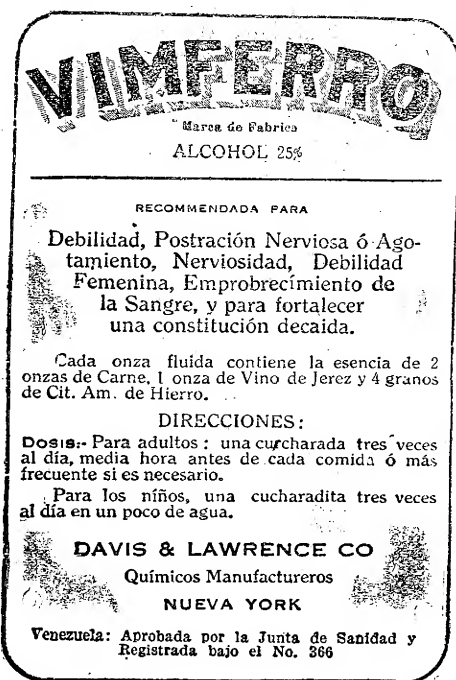 VIMFERRO
Marca de Fabrica
ALCOHOL 25%
RECOMMENDADA PARA
Debilidad, Postración Nerviosa ó Ago-
tamiento, Nerviosidad, Debilidad
Femenina, Emprobrecímiento de
la Sangre, y para fortalecer
una constitución decaida.
Cada onza fluida contiene la esencia de 2
onzas de Carne, 1 onza de Vino de Jerez y 4 granos
de Cit. Am. de Hierro.
DIRECCIONES:
Dosis:- Para adultos: una curcharada tres veces
al día, media hora antes de cada comida ó más
frecuente si es necesario.
Para los níños, una cucharadita tres veces
al día en un poco de agua.
DAVIS & LAWRENCE CO
Químicos Manufactureros
NUEVA YORK
Venezuela: Aprobada por la Junta de Sanidad y
Registrada bajo el No. 366